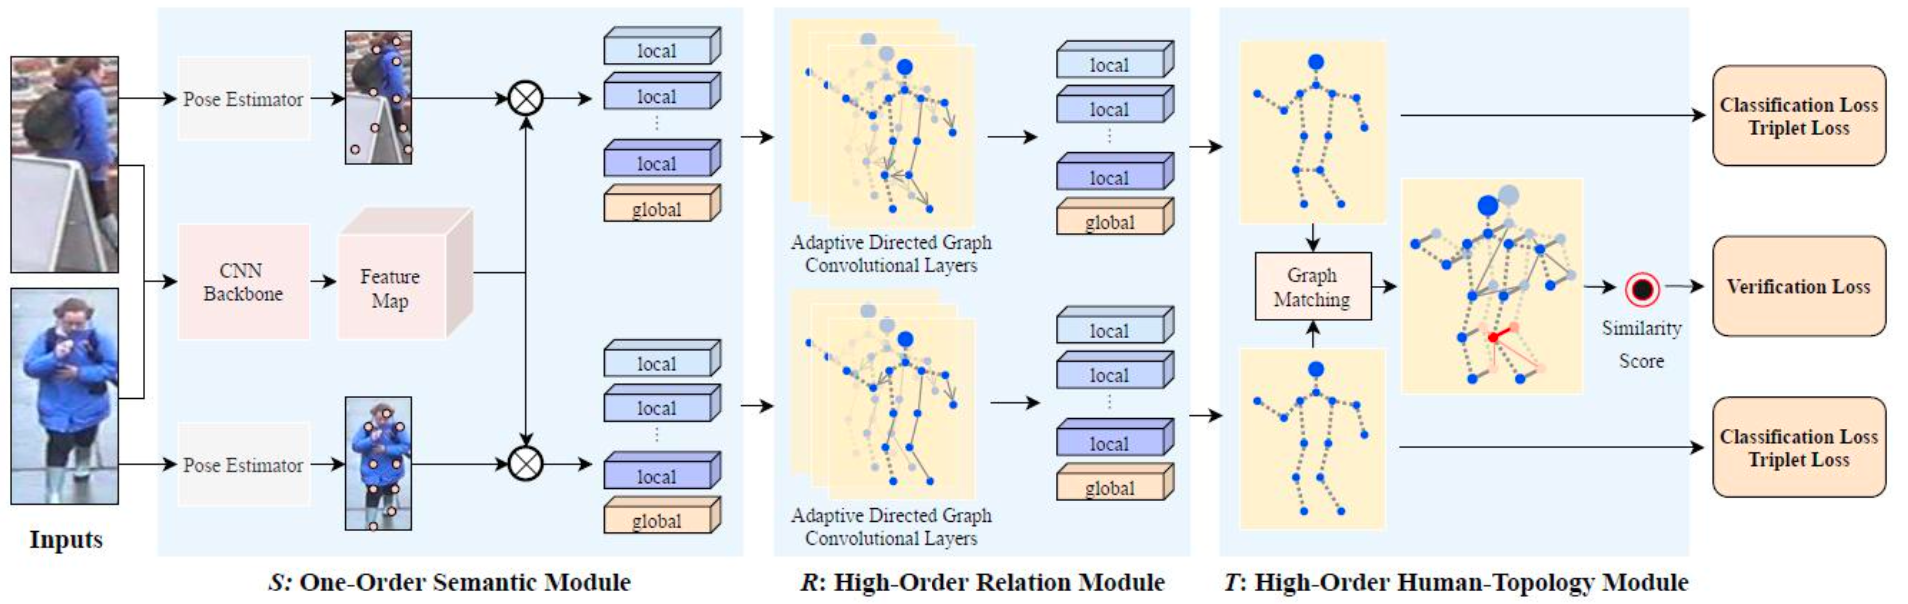 Pose Estimator
local
local
local
global
CNN
Backbone
Feature
Map
local
local
local
global
Pose Estimator
Inputs
S: One-Order Semantic Module
Adaptive Directed Graph
Convolutional Layers
local
local
local
global
Adaptive Directed Graph
Convolutional Layers
local
local
local
global
R: High-Order Relation Module
Graph
Matching
Similarity
Score
T: High-Order Human-Topology Module
Classification Loss
Triplet Loss
Verification Loss
Classification Loss
Triplet Loss